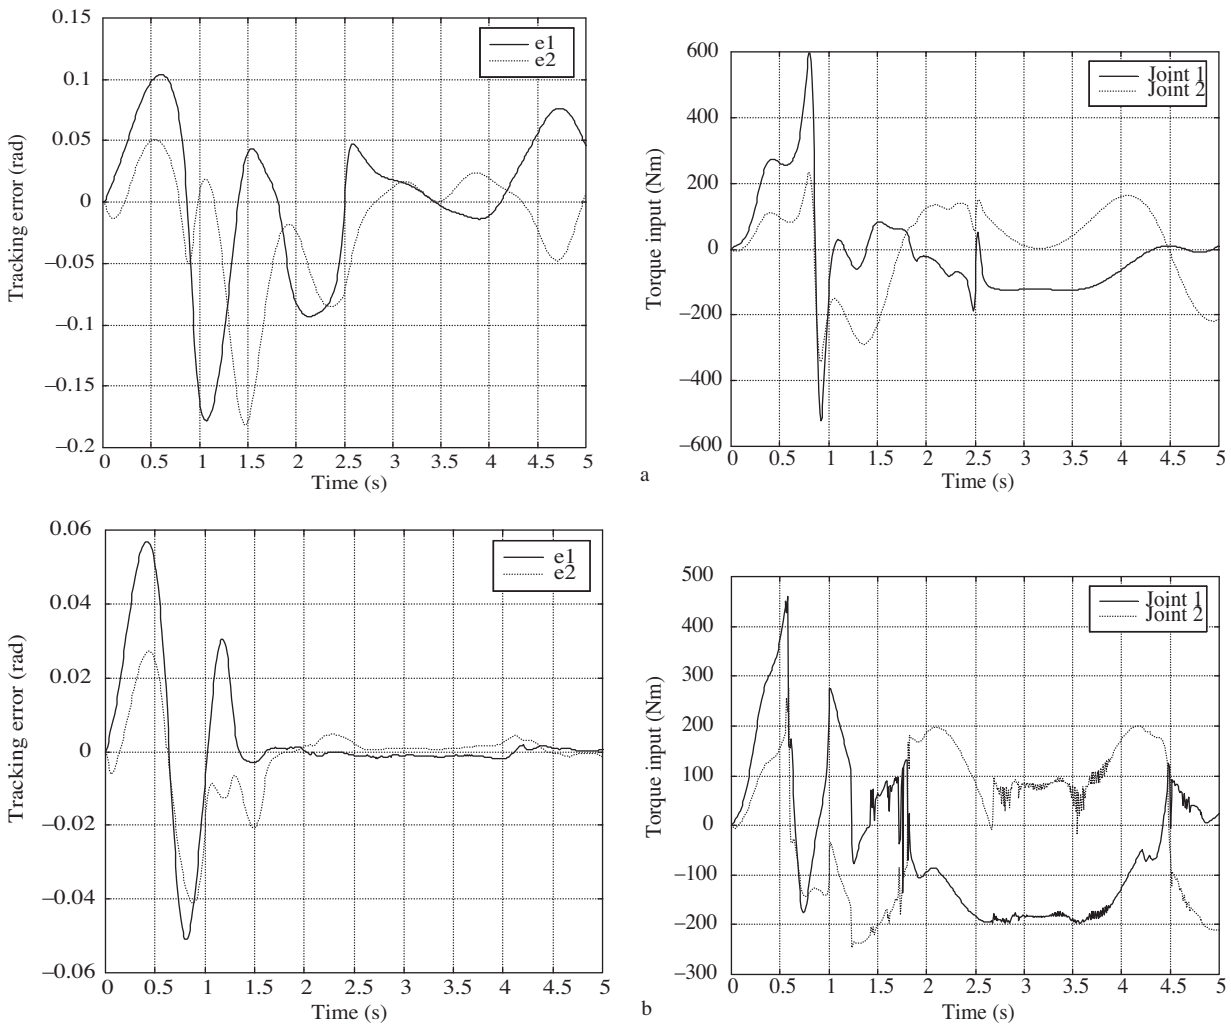 0.15
0.1
0.05
0
–0.05
–0.1
–0.15
–0.2
Tracking error (rad)
e1
e2
0 0.5 1 1.5 2 2.5 3 3.5 4 4.5 5
Time (s)
600
400
200
0
–200
–400
–600
Torque input (Nm)
Joint 1
Joint 2
0 0.5 1 1.5 2 2.5 3 3.5 4 4.5 5
Time (s)
a
0.06
0.04
0.02
0
–0.02
–0.04
–0.06
Tracking error (rad)
e1
e2
0 0.5 1 1.5 2 2.5 3 3.5 4 4.5 5
Time (s)
500
400
300
200
100
0
–100
–200
–300
Torque input (Nm)
Joint 1
Joint 2
0 0.5 1 1.5 2 2.5 3 3.5 4 4.5 5
Time (s)
b